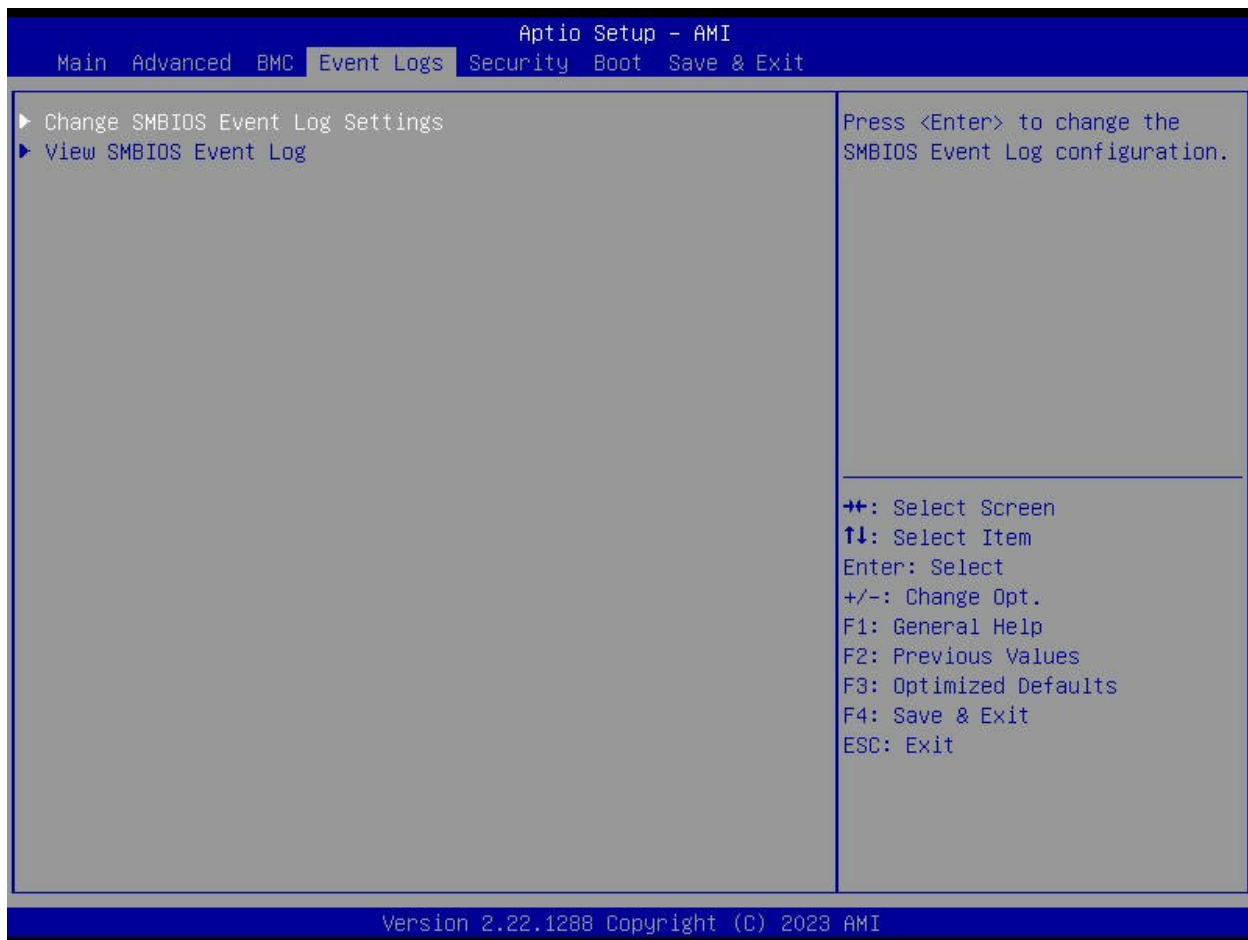 Aptio Setup – AMI
Main Advanced BMC Event Logs Security Boot Save & Exit
▶ Change SMBIOS Event Log Settings
▶ View SMBIOS Event Log
Press <Enter> to change the
SMBIOS Event Log configuration.
→←: Select Screen
↑↓: Select Item
Enter: Select
+/-: Change Opt.
F1: General Help
F2: Previous Values
F3: Optimized Defaults
F4: Save & Exit
ESC: Exit
Version 2.22.1288 Copyright (C) 2023 AMI